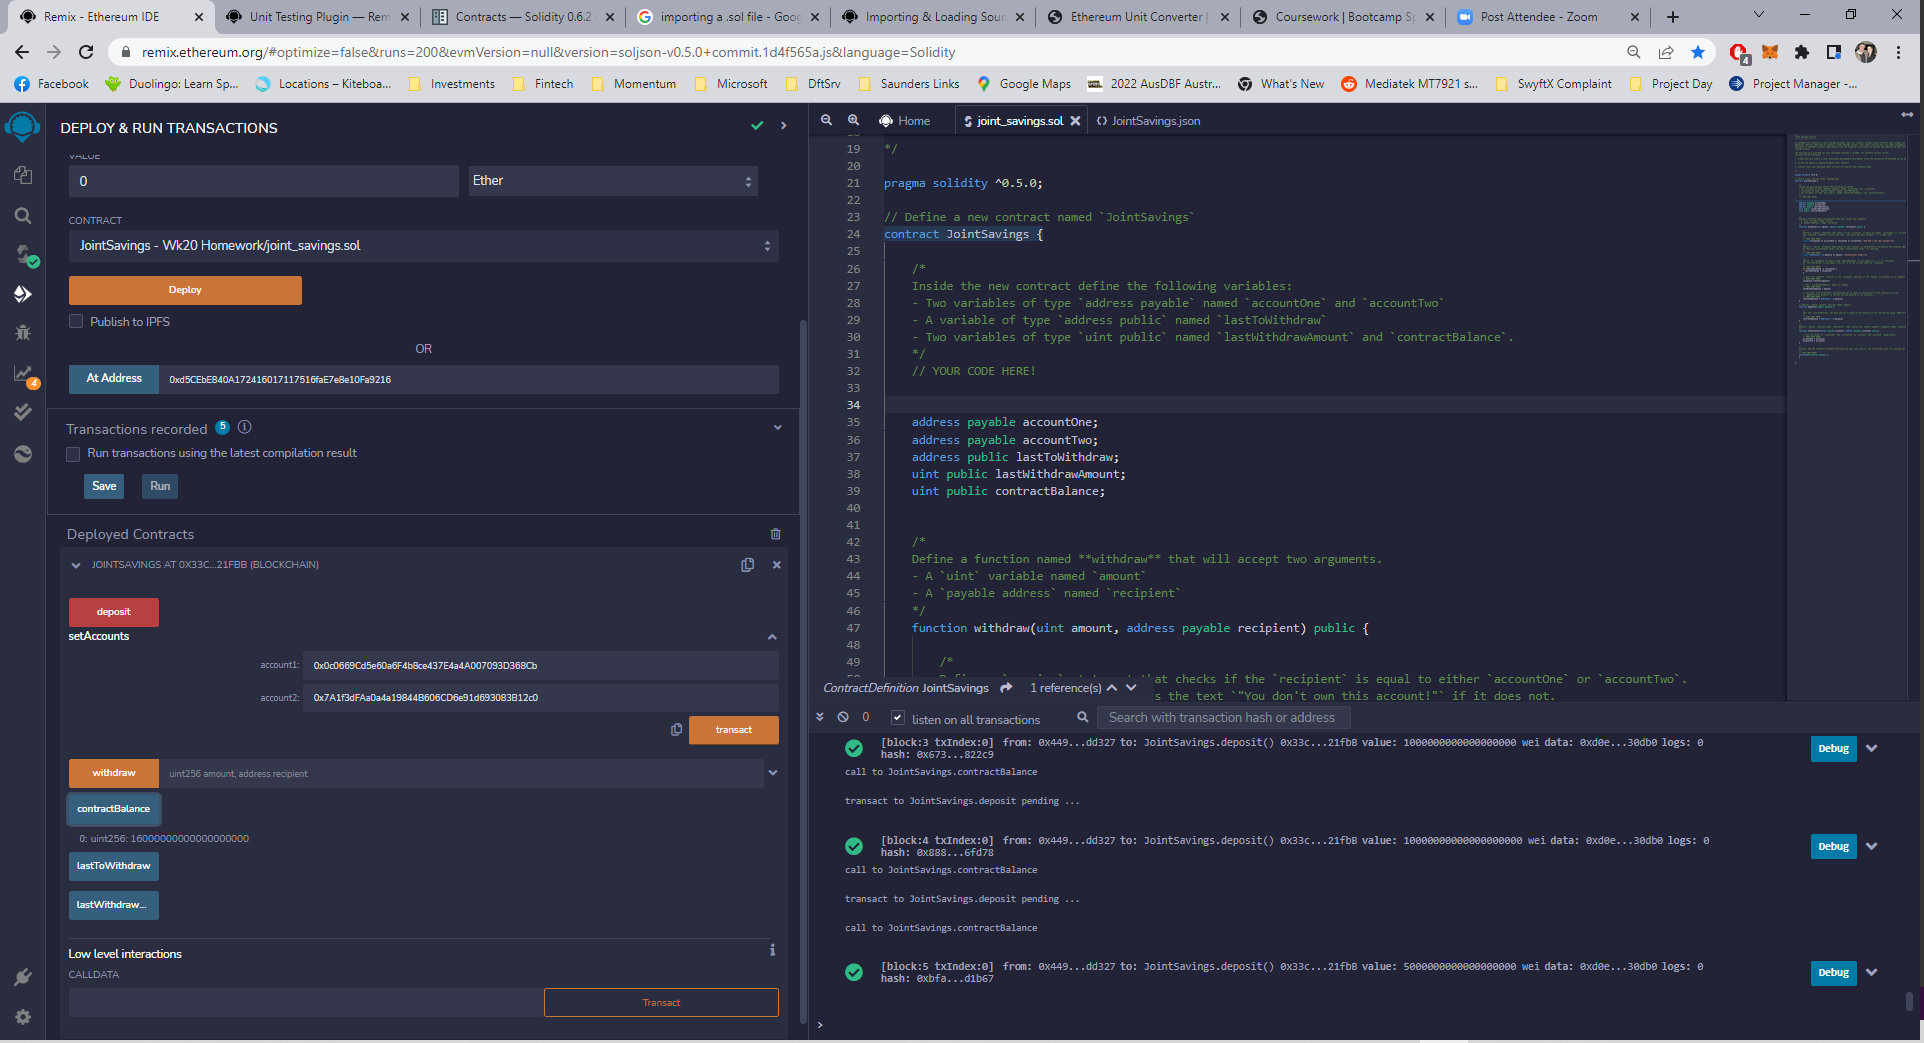 Remix - Ethereum IDE
Unit Testing Plugin — Rem
Contracts — Solidity 0.6.2
importing a .sol file - Goog
Importing & Loading Sour
Ethereum Unit Converter |
Coursework | Bootcamp Sp
Post Attendee - Zoom
remix.ethereum.org/#optimize=false&runs=200&evmVersion=null&version=soljson-v0.5.0+commit.1d4f565a.js&language=Solidity
4
Facebook
Duolingo: Learn Sp...
Locations – Kiteboa...
Investments
Fintech
Momentum
Microsoft
DftSrv
Saunders Links
Google Maps
2022 AusDBF Austr...
What's New
Mediatek MT7921 s...
SwyftX Complaint
Project Day
Project Manager -...
DEPLOY & RUN TRANSACTIONS
VALUE
0
Ether
CONTRACT
JointSavings - Wk20 Homework/joint_savings.sol
Deploy
Publish to IPFS
OR
At Address
0xd5CEbE840A172416017117516faE7e8e10Fa9216
4
Transactions recorded 5 i
Run transactions using the latest compilation result
Save
Run
Deployed Contracts
JOINTSAVINGS AT 0X33C...21FBB (BLOCKCHAIN)
deposit
setAccounts
account1: 0x0c0669Cd5e60a6F4b8ce437E4a4A007093D368Cb
account2: 0x7A1f3dFAa0a4a19844B606CD6e91d693083B12c0
transact
withdraw
uint256 amount, address recipient
contractBalance
0: uint256: 16000000000000000000
lastToWithdraw
lastWithdraw...
Low level interactions
i
CALLDATA
Transact
Home
joint_savings.sol
JointSavings.json
19 */
20
21 pragma solidity ^0.5.0;
22
23 // Define a new contract named `JointSavings`
24 contract JointSavings {
25
26 /*
27 Inside the new contract define the following variables:
28 - Two variables of type `address payable` named `accountOne` and `accountTwo`
29 - A variable of type `address public` named `lastToWithdraw`
30 - Two variables of type `uint public` named `lastWithdrawAmount` and `contractBalance`.
31 */
32 // YOUR CODE HERE!
33
34
35 address payable accountOne;
36 address payable accountTwo;
37 address public lastToWithdraw;
38 uint public lastWithdrawAmount;
39 uint public contractBalance;
40
41
42 /*
43 Define a function named **withdraw** that will accept two arguments.
44 - A `uint` variable named `amount`
45 - A `payable address` named `recipient`
46 */
47 function withdraw(uint amount, address payable recipient) public {
48
49 /*
that checks if the `recipient` is equal to either `accountOne` or `accountTwo`.
ContractDefinition JointSavings
1 reference(s)
s the text `"You don't own this account!"` if it does not.
0
listen on all transactions
Search with transaction hash or address
[block:3 txIndex:0] from: 0x449...dd327 to: JointSavings.deposit() 0x33c...21fbB value: 1000000000000000000 wei data: 0xd0e...30db0 logs: 0
hash: 0x673...822c9
Debug
call to JointSavings.contractBalance
transact to JointSavings.deposit pending ...
[block:4 txIndex:0] from: 0x449...dd327 to: JointSavings.deposit() 0x33c...21fbB value: 10000000000000000000 wei data: 0xd0e...30db0 logs: 0
hash: 0x888...6fd78
Debug
call to JointSavings.contractBalance
transact to JointSavings.deposit pending ...
call to JointSavings.contractBalance
[block:5 txIndex:0] from: 0x449...dd327 to: JointSavings.deposit() 0x33c...21fbB value: 5000000000000000000 wei data: 0xd0e...30db0 logs: 0
hash: 0xbfa...d1b67
Debug
>